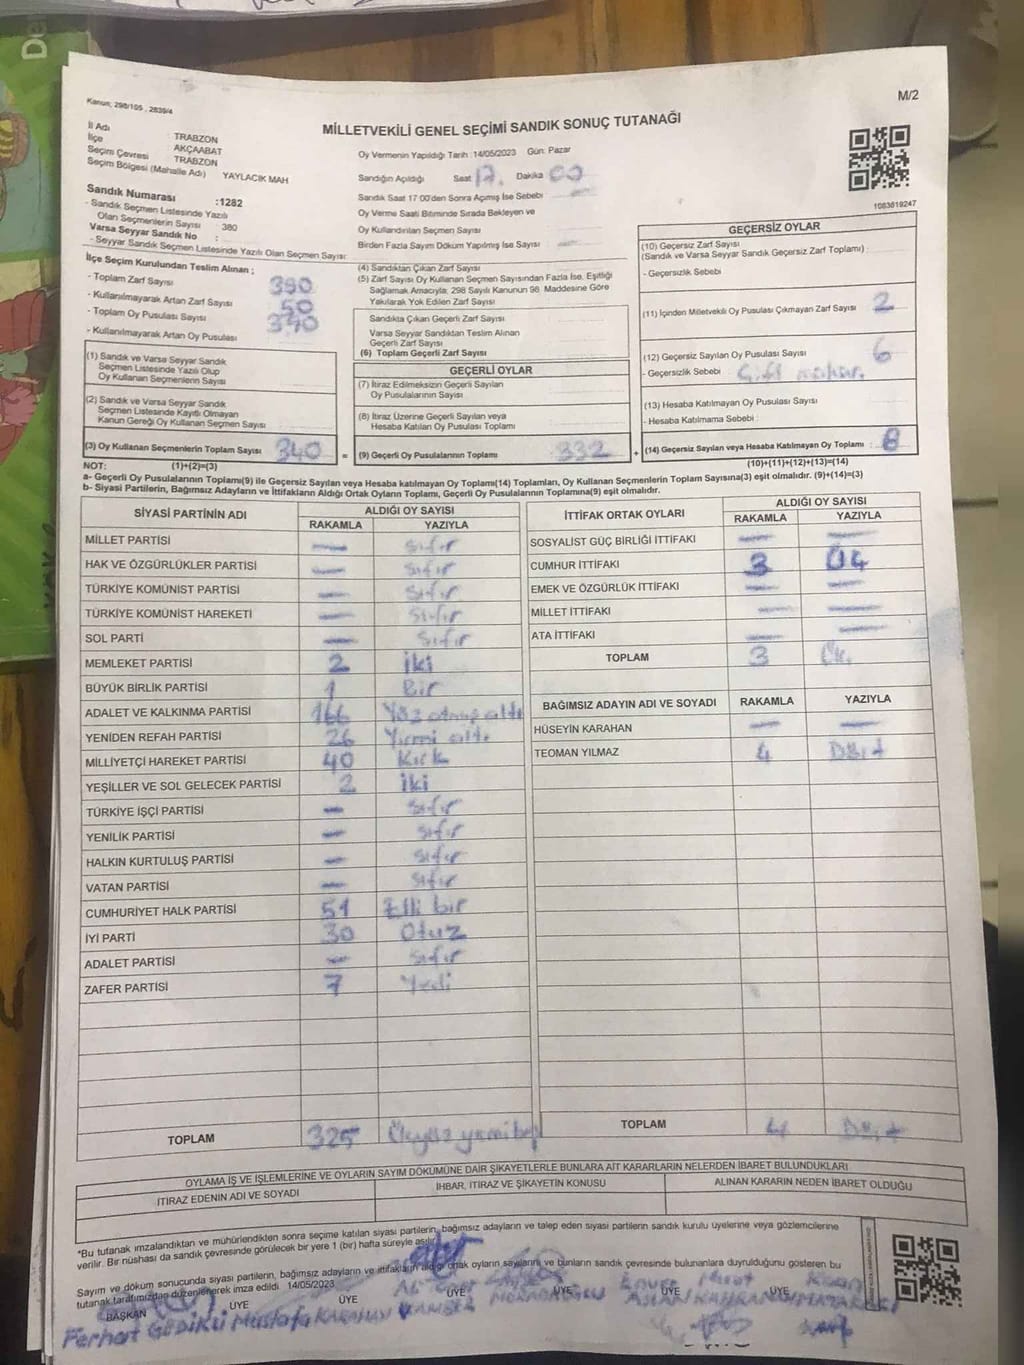 De
M/2
Kanun; 298/105 , 2839/4
MİLLETVEKİLİ GENEL SEÇİMİ SANDIK SONUÇ TUTANAĞI
İl Adı : TRABZON
İlçe : AKÇAABAT
Seçim Çevresi : TRABZON
Seçim Bölgesi (Mahalle Adı) YAYLACIK MAH
Sandık Numarası :1282
- Sandık Seçmen Listesinde Yazılı
Olan Seçmenlerin Sayısı 380
Varsa Seyyar Sandık No :
- Seyyar Sandık Seçmen Listesinde Yazılı Olan Seçmen Sayısı:
Oy Vermenin Yapıldığı Tarih :14/05/2023 Gün: Pazar
Sandığın Açıldığı Saat 17, Dakika 00
Sandık Saat 17:00'den Sonra Açımış İse Sebebi
Oy Verme Saati Bitiminde Sırada Bekleyen ve
Oy Kullandırılan Seçmen Sayısı
Birden Fazla Sayım Döküm Yapılmış İse Sayısı
1083819247
İlçe Seçim Kurulundan Teslim Alınan ;
- Toplam Zarf Sayısı 390
- Kullanılmayarak Artan Zarf Sayısı 50
- Toplam Oy Pusulası Sayısı 390
- Kullanılmayarak Artan Oy Pusulası
(1) Sandık ve Varsa Seyyar Sandık
Seçmen Listesinde Yazılı Olup
Oy Kullanan Seçmenlerin Sayısı
(2) Sandık ve Varsa Seyyar Sandık
Seçmen Listesinde Kayıtlı Olmayan
Kanun Gereği Oy Kullanan Seçmen Sayısı
(3) Oy Kullanan Seçmenlerin Toplam Sayısı 340 =
(4) Sandıktan Çıkan Zarf Sayısı
(5) Zarf Sayısı Oy Kullanan Seçmen Sayısından Fazla İse, Eşitliği
Sağlamak Amacıyla; 298 Sayılı Kanunun 98. Maddesine Göre
Yakılarak Yok Edilen Zarf Sayısı
Sandıkta Çıkan Geçerli Zarf Sayısı
Varsa Seyyar Sandıktan Teslim Alınan
Geçerli Zarf Sayısı
(6) Toplam Geçerli Zarf Sayısı
GEÇERLİ OYLAR
(7) İtiraz Edilmeksizin Geçerli Sayılan
Oy Pusulalarının Sayısı
(8) İtiraz Üzerine Geçerli Sayılan veya
Hesaba Katılan Oy Pusulası Toplamı
(9) Geçerli Oy Pusulalarının Toplamı 332 +
GEÇERSİZ OYLAR
(10) Geçersiz Zarf Sayısı
(Sandık ve Varsa Seyyar Sandık Geçersiz Zarf Toplamı) :
- Geçersizlik Sebebi
(11) İçinden Milletvekili Oy Pusulası Çıkmayan Zarf Sayısı 2
(12) Geçersiz Sayılan Oy Pusulası Sayısı 6
- Geçersizlik Sebebi : Çift
(13) Hesaba Katılmayan Oy Pusulası Sayısı
- Hesaba Katılmama Sebebi :
(14) Geçersiz Sayılan veya Hesaba Katılmayan Oy Toplamı : 8
NOT: (1)+(2)=(3) (10)+(11)+(12)+(13)=(14)
a- Geçerli Oy Pusulalarının Toplamı(9) ile Geçersiz Sayılan veya Hesaba katılmayan Oy Toplamı(14) Toplamları, Oy Kullanan Seçmenlerin Toplam Sayısına(3) eşit olmalıdır. (9)+(14)=(3)
b- Siyasi Partilerin, Bağımsız Adayların ve İttifakların Aldığı Ortak Oyların Toplamı, Geçerli Oy Pusulalarının Toplamına(9) eşit olmalıdır.
SİYASİ PARTİNİN ADI ALDIĞI OY SAYISI
RAKAMLA YAZIYLA
MİLLET PARTİSI — sıfır
HAK VE ÖZGÜRLÜKLER PARTİSİ — sıfır
TÜRKİYE KOMÜNIST PARTİSİ — sıfır
TÜRKİYE KOMÜNIST HAREKETİ — sıfır
SOL PARTİ — sıfır
MEMLEKET PARTİSİ 2 iki
BÜYÜK BİRLİK PARTİSİ 1 Bir
ADALET VE KALKINMA PARTİSİ 166 Yüz atmış altı
YENİDEN REFAH PARTİSİ 26 Yirmi altı
MİLLİYETÇİ HAREKET PARTİSİ 40 Kırk
YEŞİLLER VE SOL GELECEK PARTİSİ 2 iki
TÜRKİYE İŞÇİ PARTİSİ — sıfır
YENİLİK PARTİSİ — sıfır
HALKIN KURTULUŞ PARTİSİ — sıfır
VATAN PARTİSİ — sıfır
CUMHURİYET HALK PARTİSİ 51 Elli bir
İYİ PARTİ 30 Otuz
ADALET PARTİSİ — sıfır
ZAFER PARTİSİ 7 Yedi
TOPLAM 325 Üçyüz yirmi beş
İTTİFAK ORTAK OYLARI ALDIĞI OY SAYISI
RAKAMLA YAZIYLA
SOSYALIST GÜÇ BİRLİĞİ İTTİFAKI — —
CUMHUR İTTİFAKI 3 Üç
EMEK VE ÖZGÜRLÜK İTTİFAKI — —
MİLLET İTTİFAKI — —
ATA İTTİFAKI — —
TOPLAM 3 Üç
BAĞIMSIZ ADAYIN ADI VE SOYADI RAKAMLA YAZIYLA
HÜSEYİN KARAHAN — —
TEOMAN YILMAZ 4 Dört
TOPLAM 4 Dört
OYLAMA İŞ VE İŞLEMLERİNE VE OYLARIN SAYIM DÖKÜMÜNE DAİR ŞİKAYETLERLE BUNLARA AİT KARARLARIN NELERDEN İBARET BULUNDUKLARI
İTİRAZ EDENİN ADI VE SOYADI İHBAR, İTİRAZ VE ŞİKAYETİN KONUSU ALINAN KARARIN NEDEN İBARET OLDUĞU
*Bu tutanak imzalandıktan ve mühürlendikten sonra seçime katılan siyasi partilerin, bağımsız adayların ve talep eden siyasi partilerin sandık kurulu üyelerine veya gözlemcilerine
verilir. Bir nüshası da sandık çevresinde görülecek bir yere 1 (bir) hafta süreyle asılır.
Sayım ve döküm sonucunda siyasi partilerin, bağımsız adayların ve ittifakların aldığı ortak oyların sayılarını ve bunların sandık çevresinde bulunanlara duyrulduğunu gösteren bu
tutanak tarafımızdan düzenlenerek imza edildi. 14/05/2023
BAŞKAN ÜYE ÜYE ÜYE ÜYE ÜYE ÜYE
Ferhat Mustafa KARAHAN